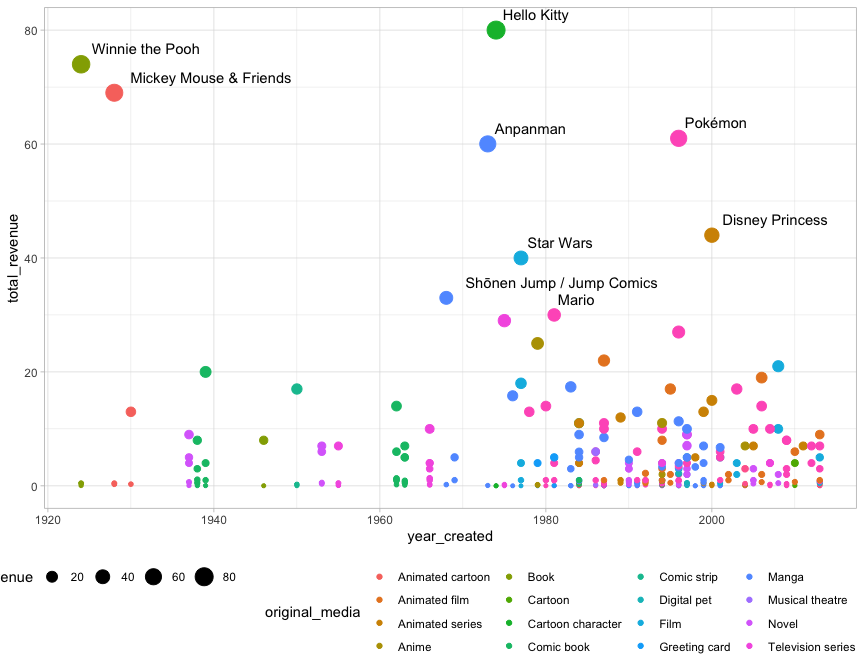 Hello Kitty
Winnie the Pooh
Mickey Mouse & Friends
Anpanman
Pokémon
Disney Princess
Star Wars
Shōnen Jump / Jump Comics
Mario
80
60
40
20
0
total_revenue
1920 1940 1960 1980 2000
year_created
enue 20 40 60 80
original_media
Animated cartoon Book Comic strip Manga
Animated film Cartoon Digital pet Musical theatre
Animated series Cartoon character Film Novel
Anime Comic book Greeting card Television series